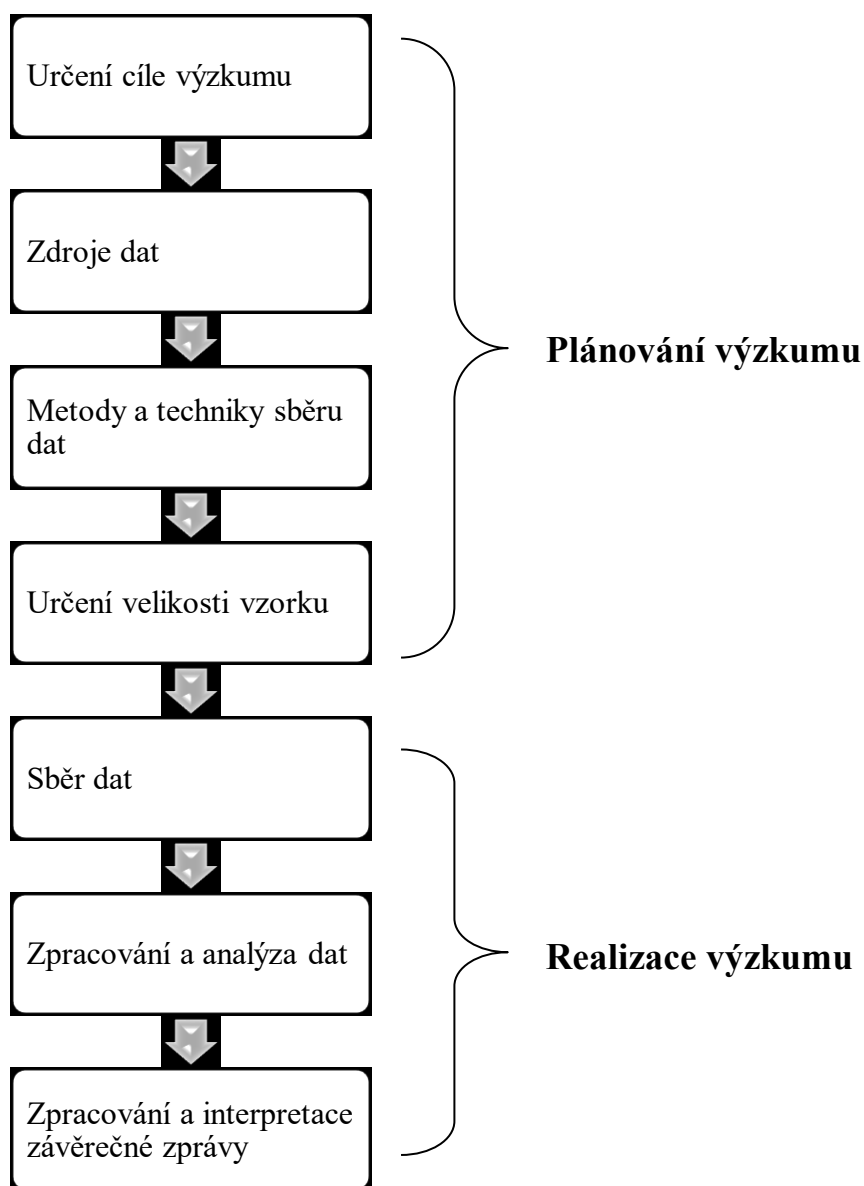 Určení cíle výzkumu
Zdroje dat
Metody a techniky sběru
dat
Určení velikosti vzorku
Plánování výzkumu
Sběr dat
Zpracování a analýza dat
Zpracování a interpretace
závěrečné zprávy
Realizace výzkumu